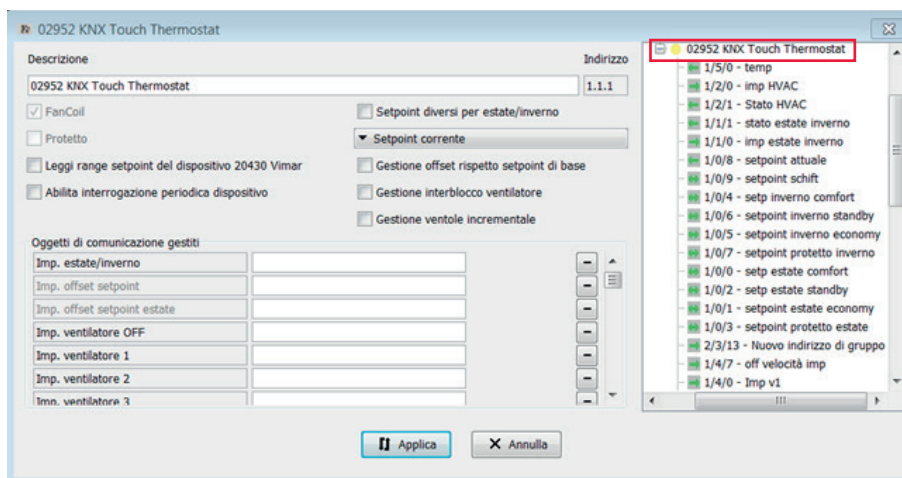 02952 KNX Touch Thermostat
Descrizione
Indirizzo
02952 KNX Touch Thermostat
1.1.1
FanCoil
Setpoint diversi per estate/inverno
Protetto
Setpoint corrente
Leggi range setpoint del dispositivo 20430 Vimar
Gestione offset rispetto setpoint di base
Abilita interrogazione periodica dispositivo
Gestione interblocco ventilatore
Gestione ventole incrementale
Oggetti di comunicazione gestiti
Imp. estate/inverno
Imp. offset setpoint
Imp. offset setpoint estate
Imp. ventilatore OFF
Imp. ventilatore 1
Imp. ventilatore 2
Imp. ventilatore 3
Applica
Annulla
02952 KNX Touch Thermostat
1/5/0 - temp
1/2/0 - imp HVAC
1/2/1 - Stato HVAC
1/1/1 - stato estate inverno
1/1/0 - imp estate inverno
1/0/8 - setpoint attuale
1/0/9 - setpoint schift
1/0/4 - setp inverno comfort
1/0/6 - setpoint inverno standby
1/0/5 - setpoint inverno economy
1/0/7 - setpoint protetto inverno
1/0/0 - setp estate comfort
1/0/2 - setp estate standby
1/0/1 - setpoint estate economy
1/0/3 - setpoint protetto estate
2/3/13 - Nuovo indirizzo di gruppo
1/4/7 - off velocità imp
1/4/0 - Imp v1